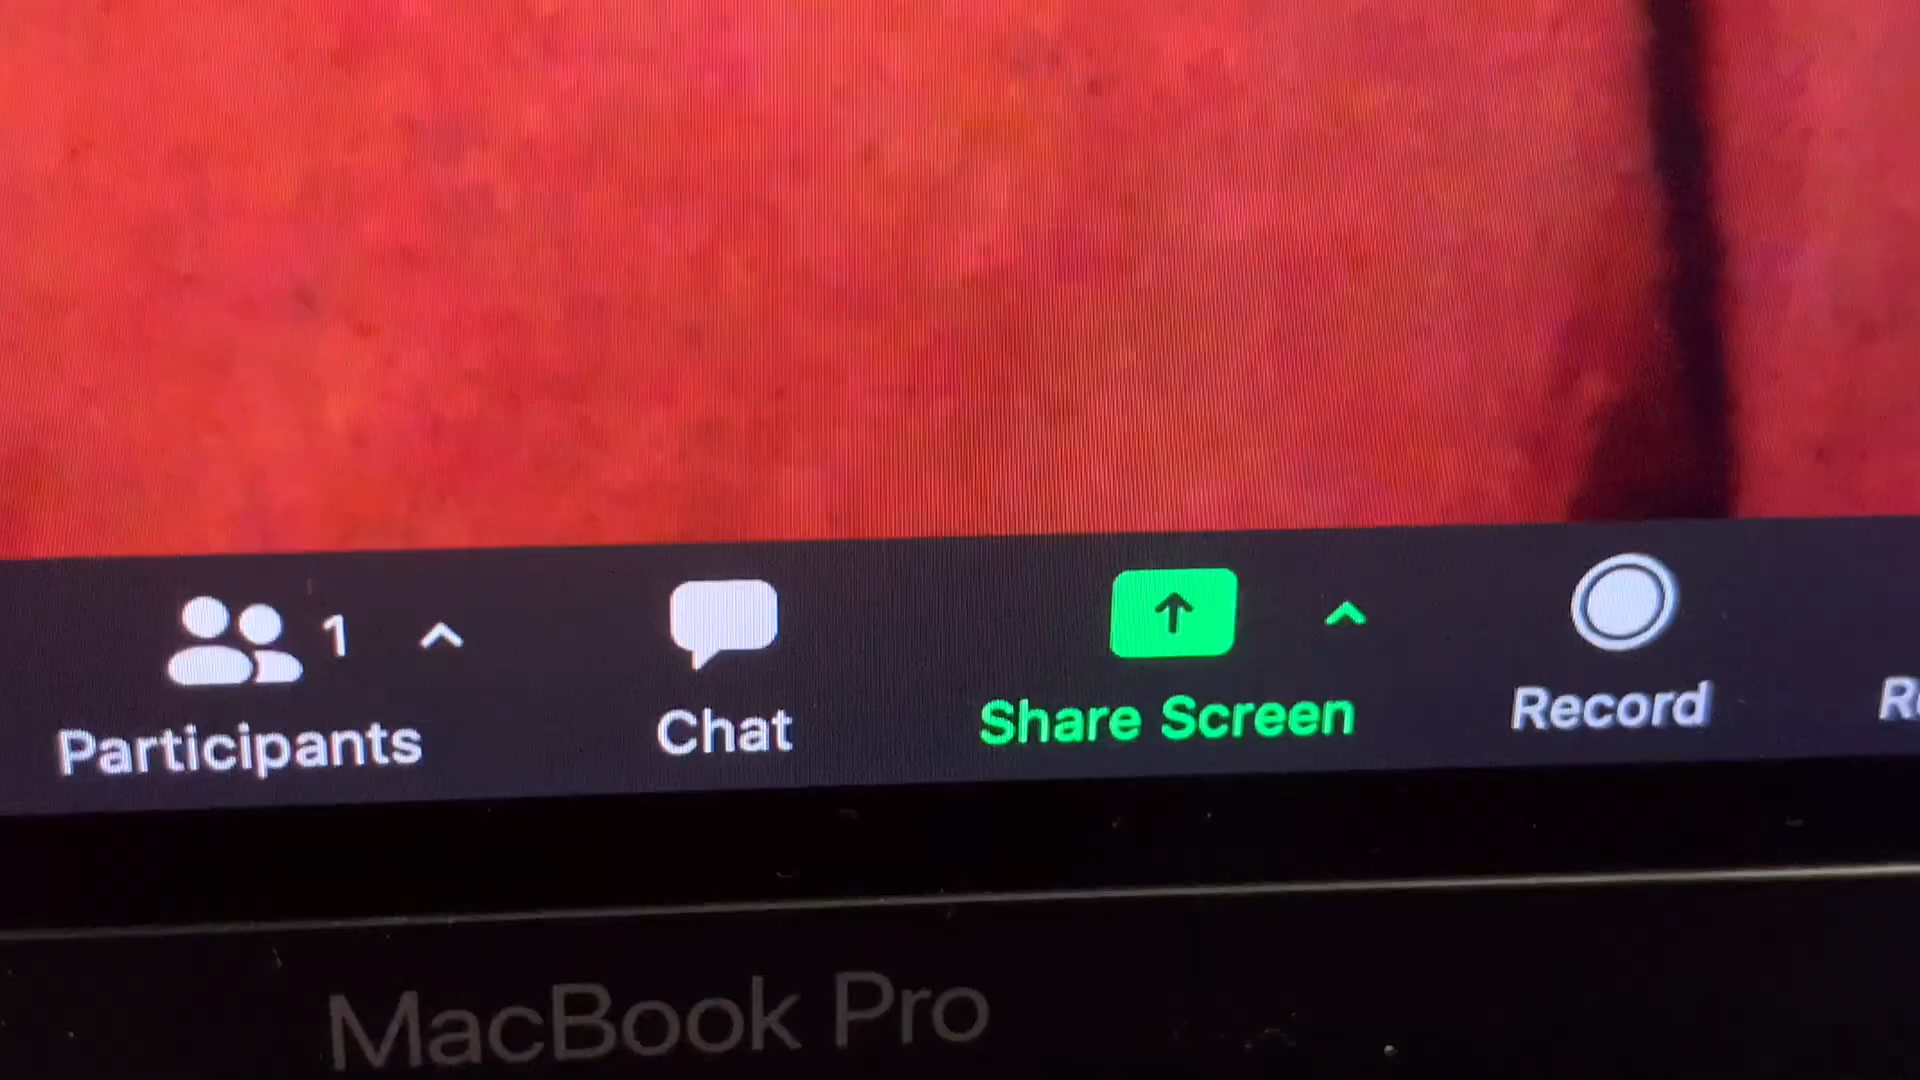 1
Participants
Chat
Share Screen
Record
MacBook Pro